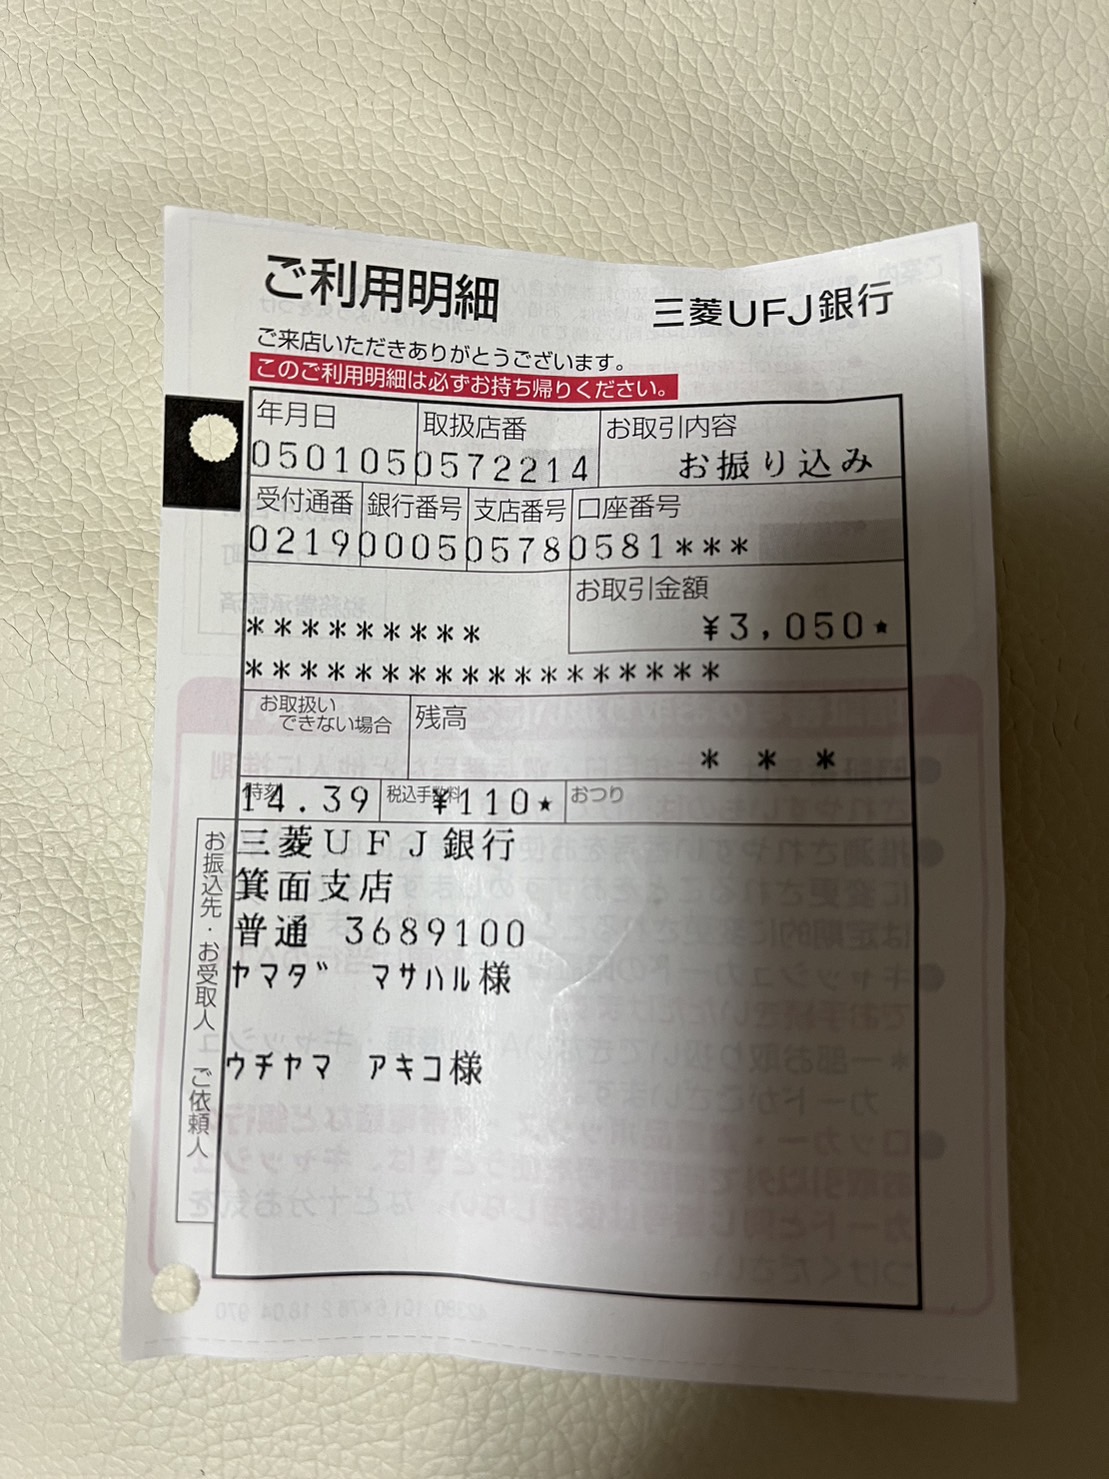 ご利用明細
三菱UFJ銀行
ご来店いただきありがとうございます。
このご利用明細は必ずお持ち帰りください。
年月日 取扱店番 お取引内容
050105 0572214 お振り込み
受付通番 銀行番号 支店番号 口座番号
0219 0005 0578 0581***
お取引金額
********* ¥3,050★
******************
お取扱いできない場合 残高
***
時刻 税込手数料 おつり
14.39 ¥110★
お振込先・お受取人 ご依頼人
三菱UFJ銀行
箕面支店
普通 3689100
ヤマダ マサハル様
ウチヤマ アキコ様